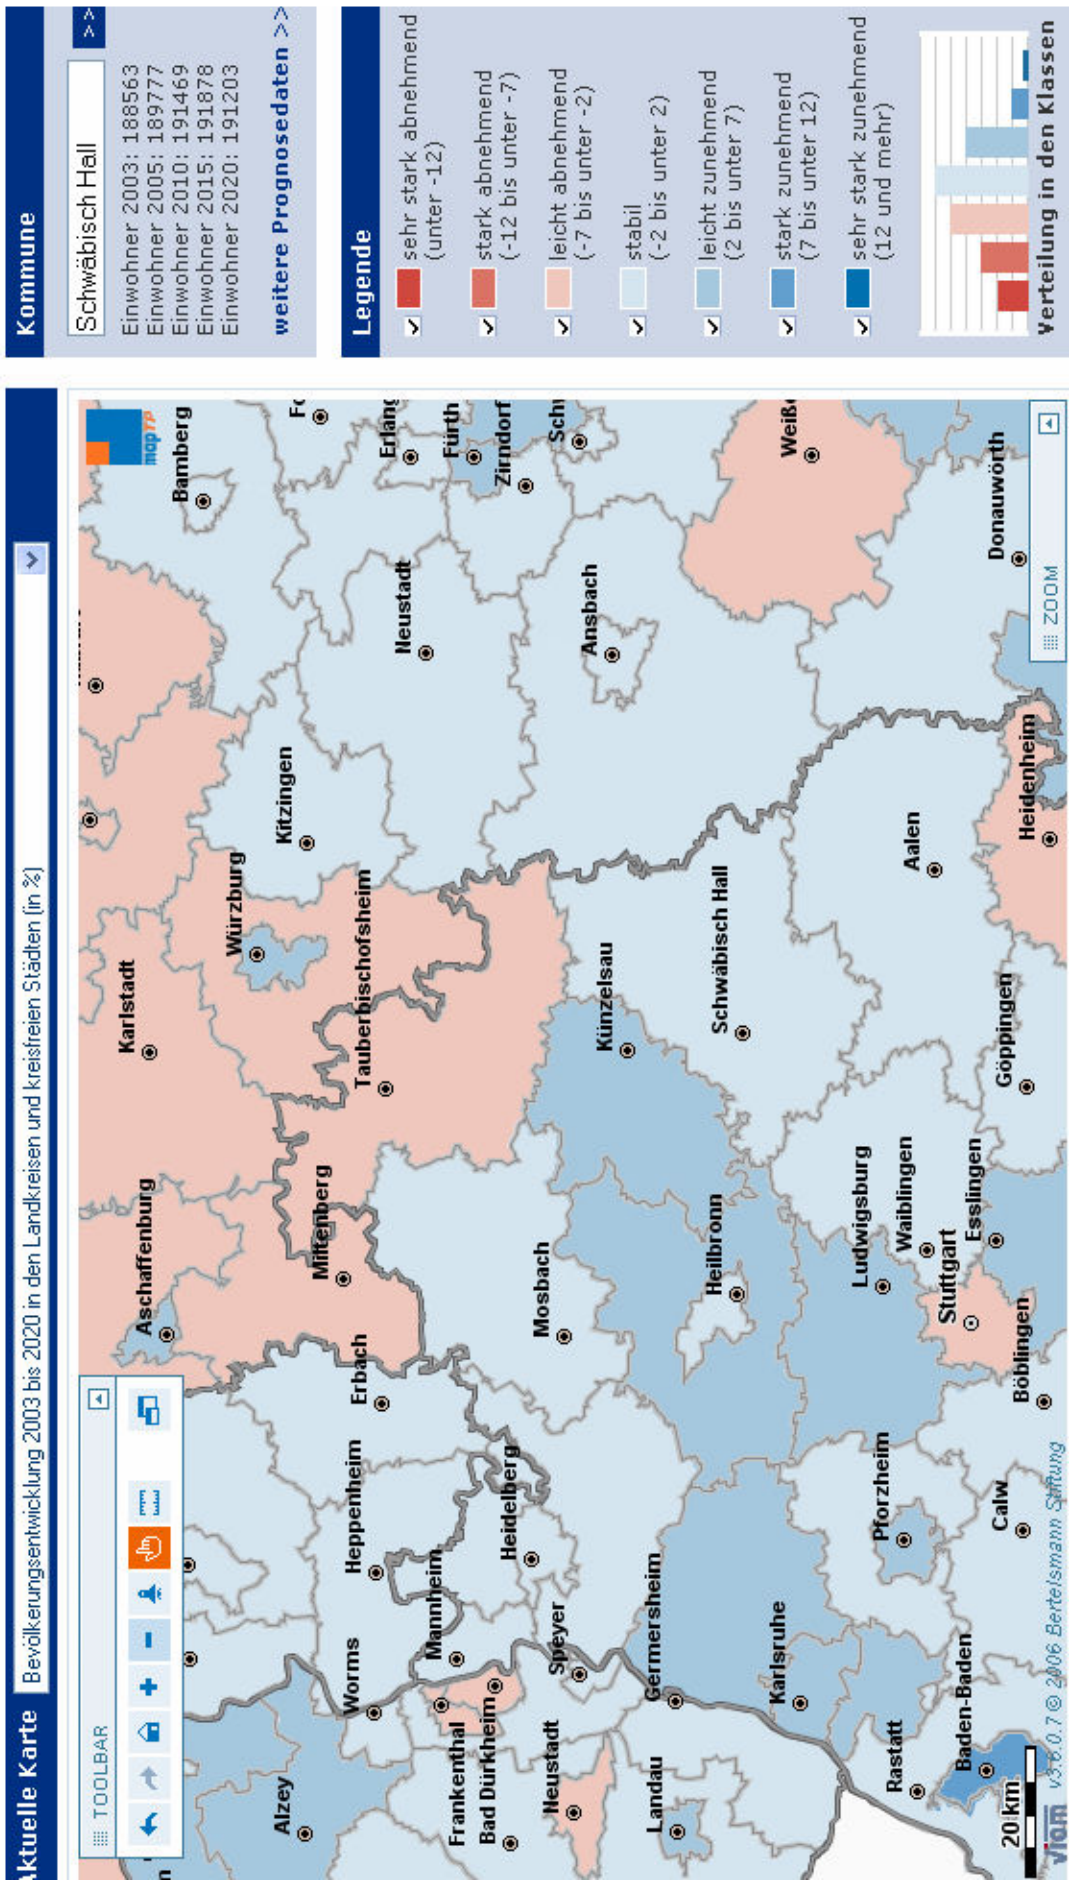 Aktuelle Karte
Bevölkerungsentwicklung 2003 bis 2020 in den Landkreisen und kreisfreien Städten (in %)
TOOLBAR
mapTP
Bamberg
Karlstadt
Aschaffenburg
Würzburg
Kitzingen
Erlang
Fürth
Zirndorf
Neustadt
Miltenberg
Tauberbischofsheim
Erbach
Heppenheim
Worms
Alzey
Mannheim
Heidelberg
Frankenthal
Bad Dürkheim
Speyer
Neustadt
Mosbach
Ansbach
Künzelsau
Germersheim
Landau
Heilbronn
Schwäbisch Hall
Karlsruhe
Ludwigsburg
Pforzheim
Waiblingen
Aalen
Rastatt
Stuttgart
Esslingen
Baden-Baden
Göppingen
Heidenheim
Donauwörth
Böblingen
Calw
20 km
ZOOM
viom
v3.6.0.7 © 2006 Bertelsmann Stiftung
Kommune
Schwäbisch Hall
>>
Einwohner 2003: 188563
Einwohner 2005: 189777
Einwohner 2010: 191469
Einwohner 2015: 191878
Einwohner 2020: 191203
weitere Prognosedaten >>
Legende
sehr stark abnehmend
(unter -12)
stark abnehmend
(-12 bis unter -7)
leicht abnehmend
(-7 bis unter -2)
stabil
(-2 bis unter 2)
leicht zunehmend
(2 bis unter 7)
stark zunehmend
(7 bis unter 12)
sehr stark zunehmend
(12 und mehr)
Verteilung in den Klassen